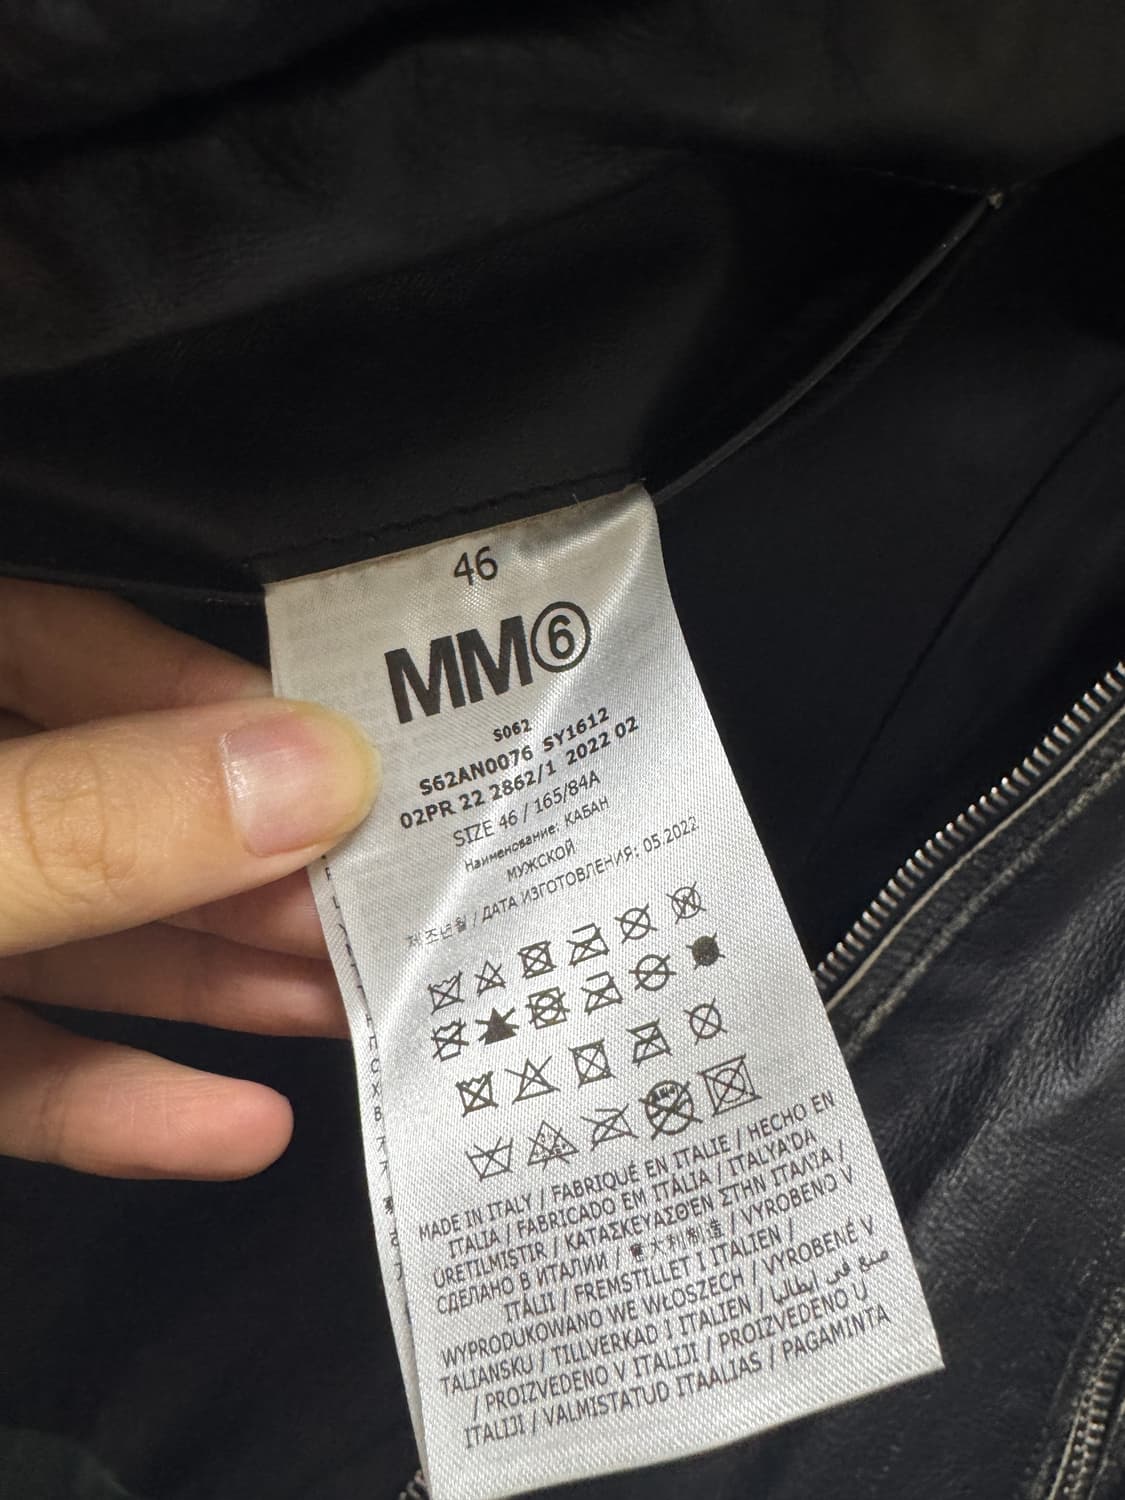 46
MM⑥
S062
S62AN0076 SY1612
02PR 22 2862/1 2022 02
SIZE 46 / 165/84A
Наименование: КАБАН
МУЖСКОЙ
제조년월 / ДАТА ИЗГОТОВЛЕНИЯ: 05.2022
MADE IN ITALY / FABRIQUÉ EN ITALIE / HECHO EN
ITALIA / FABRICADO EM ITÁLIA / ITALYA'DA
ÜRETILMIŞTIR / ΚΑΤΑΣΚΕΥΑΣΘΕΝ ΣΤΗΝ ΙΤΑΛΙΑ /
СДЕЛАНО В ИТАЛИИ / 意大利制造 / VYROBENO V
ITÁLII / FREMSTILLET I ITALIEN /
WYPRODUKOWANO WE WŁOSZECH / VYROBENÉ V
TALIANSKU / TILLVERKAD I ITALIEN / صنع في ايطاليا
/ PROIZVEDENO V ITALIJI / PROIZVEDENO U
ITALIJI / VALMISTATUD ITAALIAS / PAGAMINTA